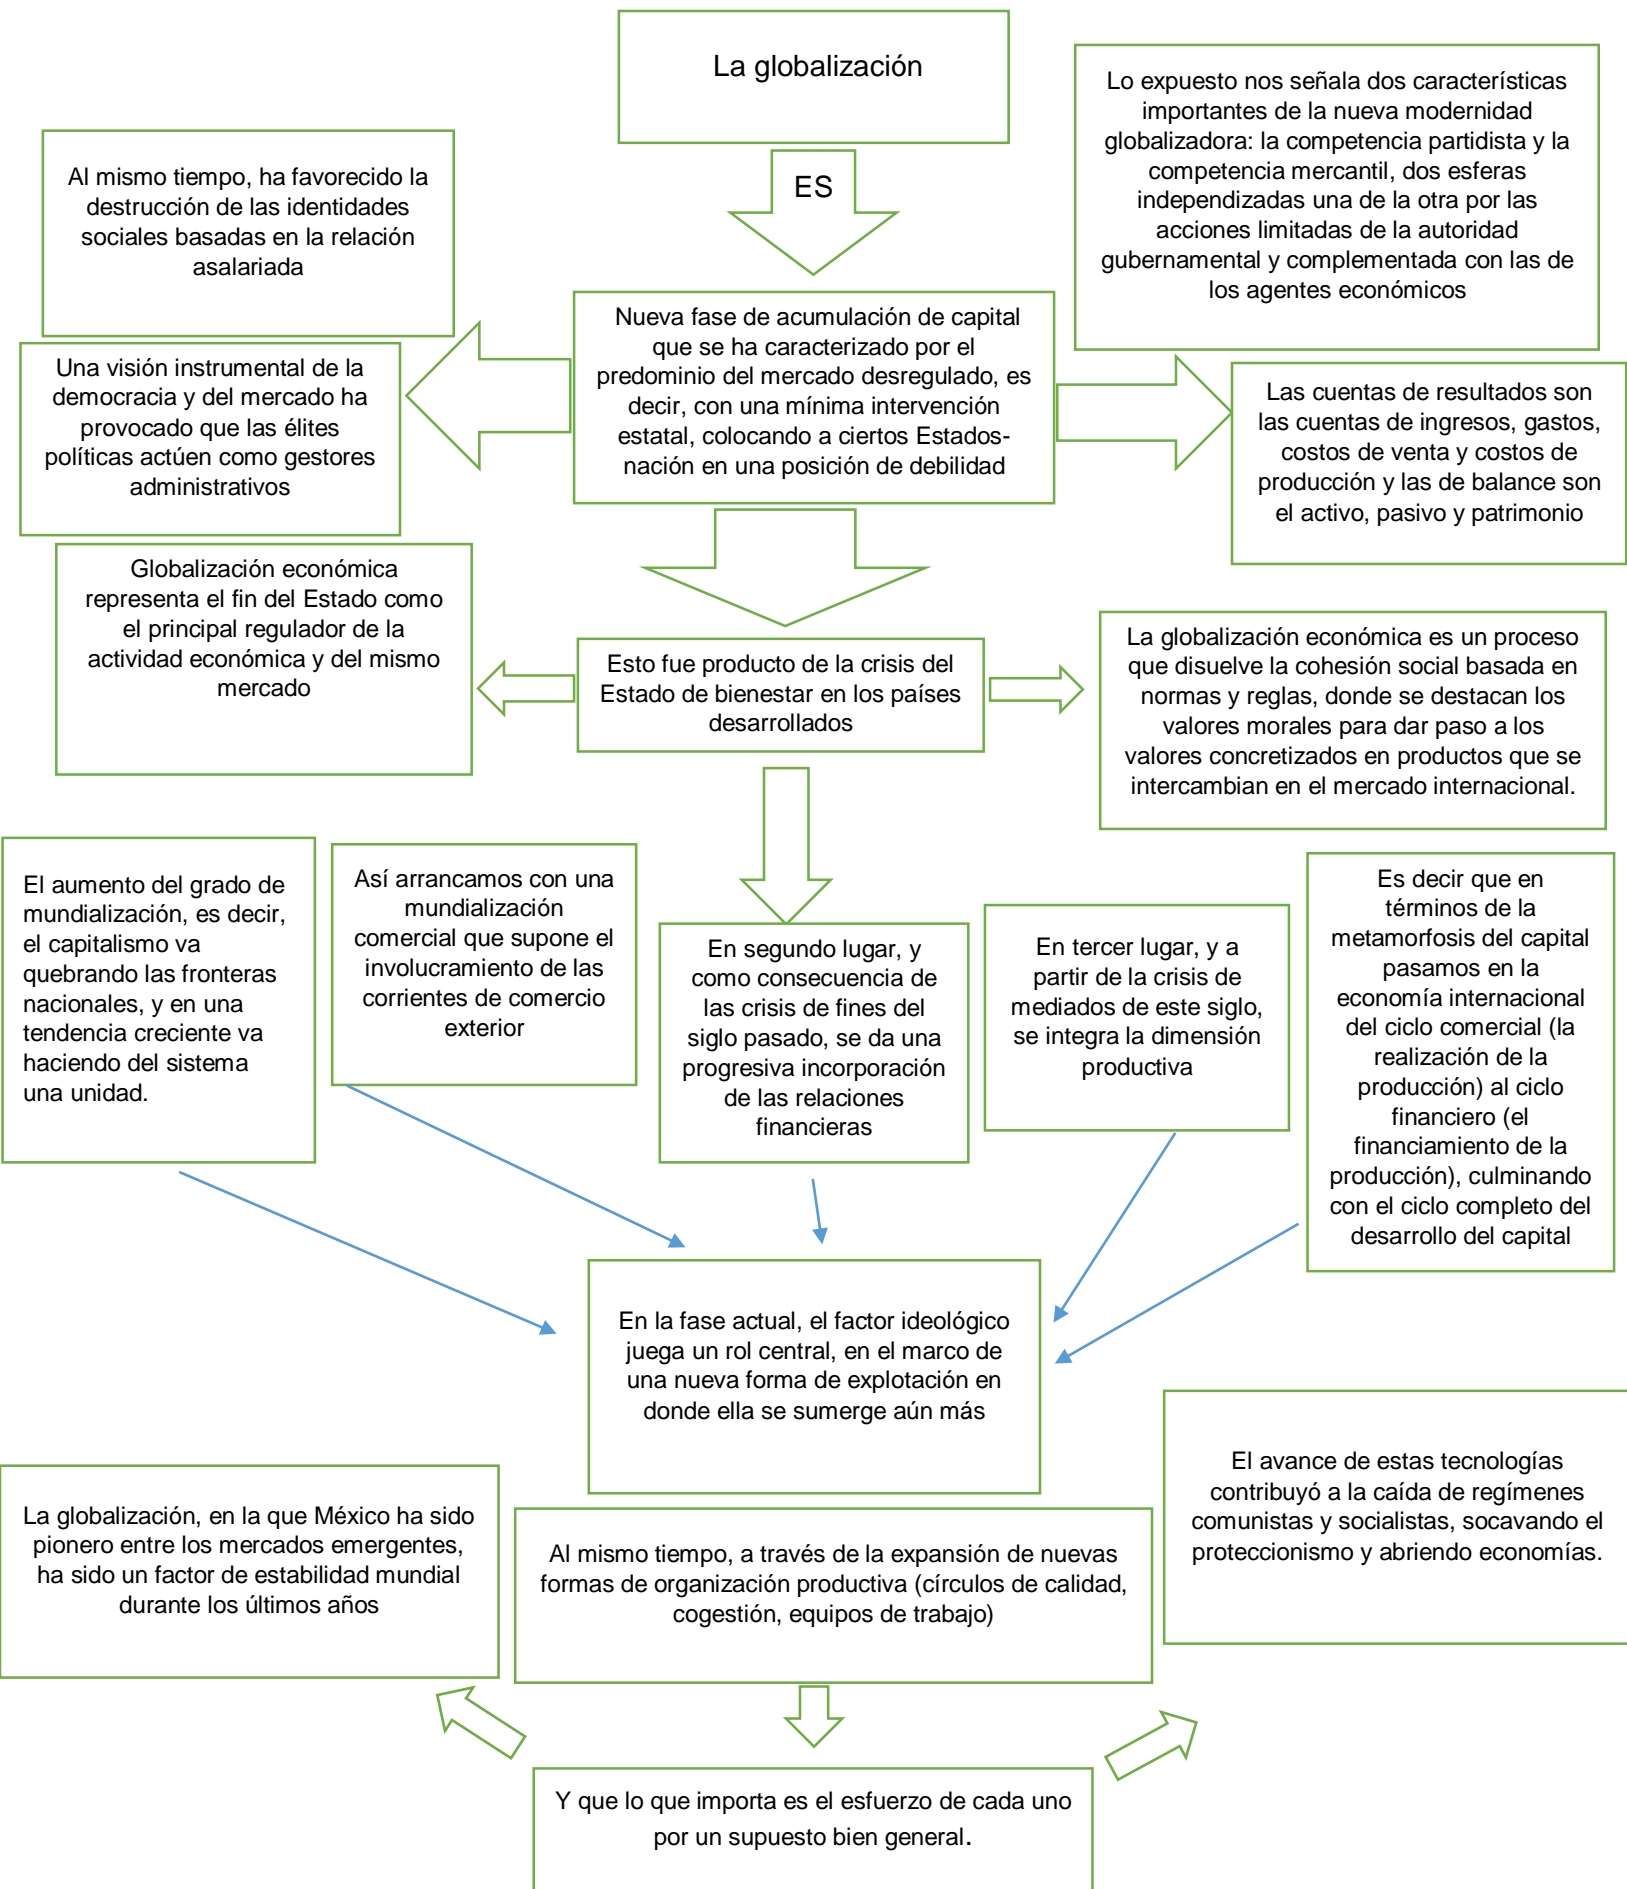 La globalización
ES
Lo expuesto nos señala dos características
importantes de la nueva modernidad
globalizadora: la competencia partidista y la
competencia mercantil, dos esferas
independizadas una de la otra por las
acciones limitadas de la autoridad
gubernamental y complementada con las de
los agentes económicos
Al mismo tiempo, ha favorecido la
destrucción de las identidades
sociales basadas en la relación
asalariada
Nueva fase de acumulación de capital
que se ha caracterizado por el
predominio del mercado desregulado, es
decir, con una mínima intervención
estatal, colocando a ciertos Estados-
nación en una posición de debilidad
Una visión instrumental de la
democracia y del mercado ha
provocado que las élites
políticas actúen como gestores
administrativos
Las cuentas de resultados son
las cuentas de ingresos, gastos,
costos de venta y costos de
producción y las de balance son
el activo, pasivo y patrimonio
Globalización económica
representa el fin del Estado como
el principal regulador de la
actividad económica y del mismo
mercado
Esto fue producto de la crisis del
Estado de bienestar en los países
desarrollados
La globalización económica es un proceso
que disuelve la cohesión social basada en
normas y reglas, donde se destacan los
valores morales para dar paso a los
valores concretizados en productos que se
intercambian en el mercado internacional.
El aumento del grado de
mundialización, es decir,
el capitalismo va
quebrando las fronteras
nacionales, y en una
tendencia creciente va
haciendo del sistema
una unidad.
Así arrancamos con una
mundialización
comercial que supone el
involucramiento de las
corrientes de comercio
exterior
En segundo lugar, y
como consecuencia de
las crisis de fines del
siglo pasado, se da una
progresiva incorporación
de las relaciones
financieras
En tercer lugar, y a
partir de la crisis de
mediados de este siglo,
se integra la dimensión
productiva
Es decir que en
términos de la
metamorfosis del capital
pasamos en la
economía internacional
del ciclo comercial (la
realización de la
producción) al ciclo
financiero (el
financiamiento de la
producción), culminando
con el ciclo completo del
desarrollo del capital
En la fase actual, el factor ideológico
juega un rol central, en el marco de
una nueva forma de explotación en
donde ella se sumerge aún más
La globalización, en la que México ha sido
pionero entre los mercados emergentes,
ha sido un factor de estabilidad mundial
durante los últimos años
Al mismo tiempo, a través de la expansión de nuevas
formas de organización productiva (círculos de calidad,
cogestión, equipos de trabajo)
El avance de estas tecnologías
contribuyó a la caída de regímenes
comunistas y socialistas, socavando el
proteccionismo y abriendo economías.
Y que lo que importa es el esfuerzo de cada uno
por un supuesto bien general.